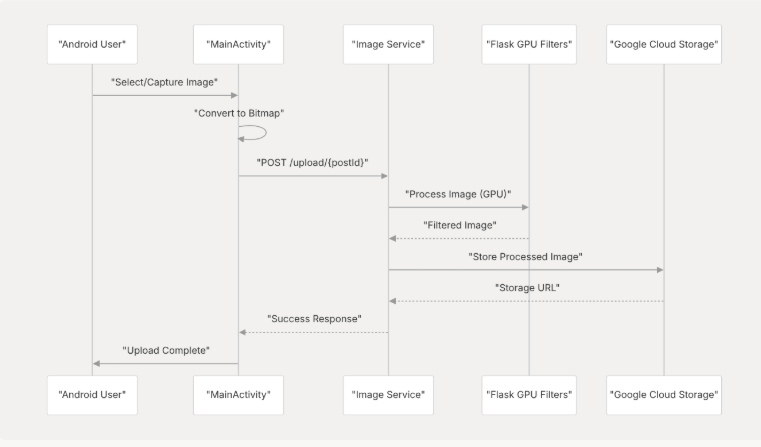 "Android User"
"MainActivity"
"Image Service"
"Flask GPU Filters"
"Google Cloud Storage"
"Select/Capture Image"
"Convert to Bitmap"
"POST /upload/{postId}"
"Process Image (GPU)"
"Filtered Image"
"Store Processed Image"
"Storage URL"
"Success Response"
"Upload Complete"
"Android User"
"MainActivity"
"Image Service"
"Flask GPU Filters"
"Google Cloud Storage"